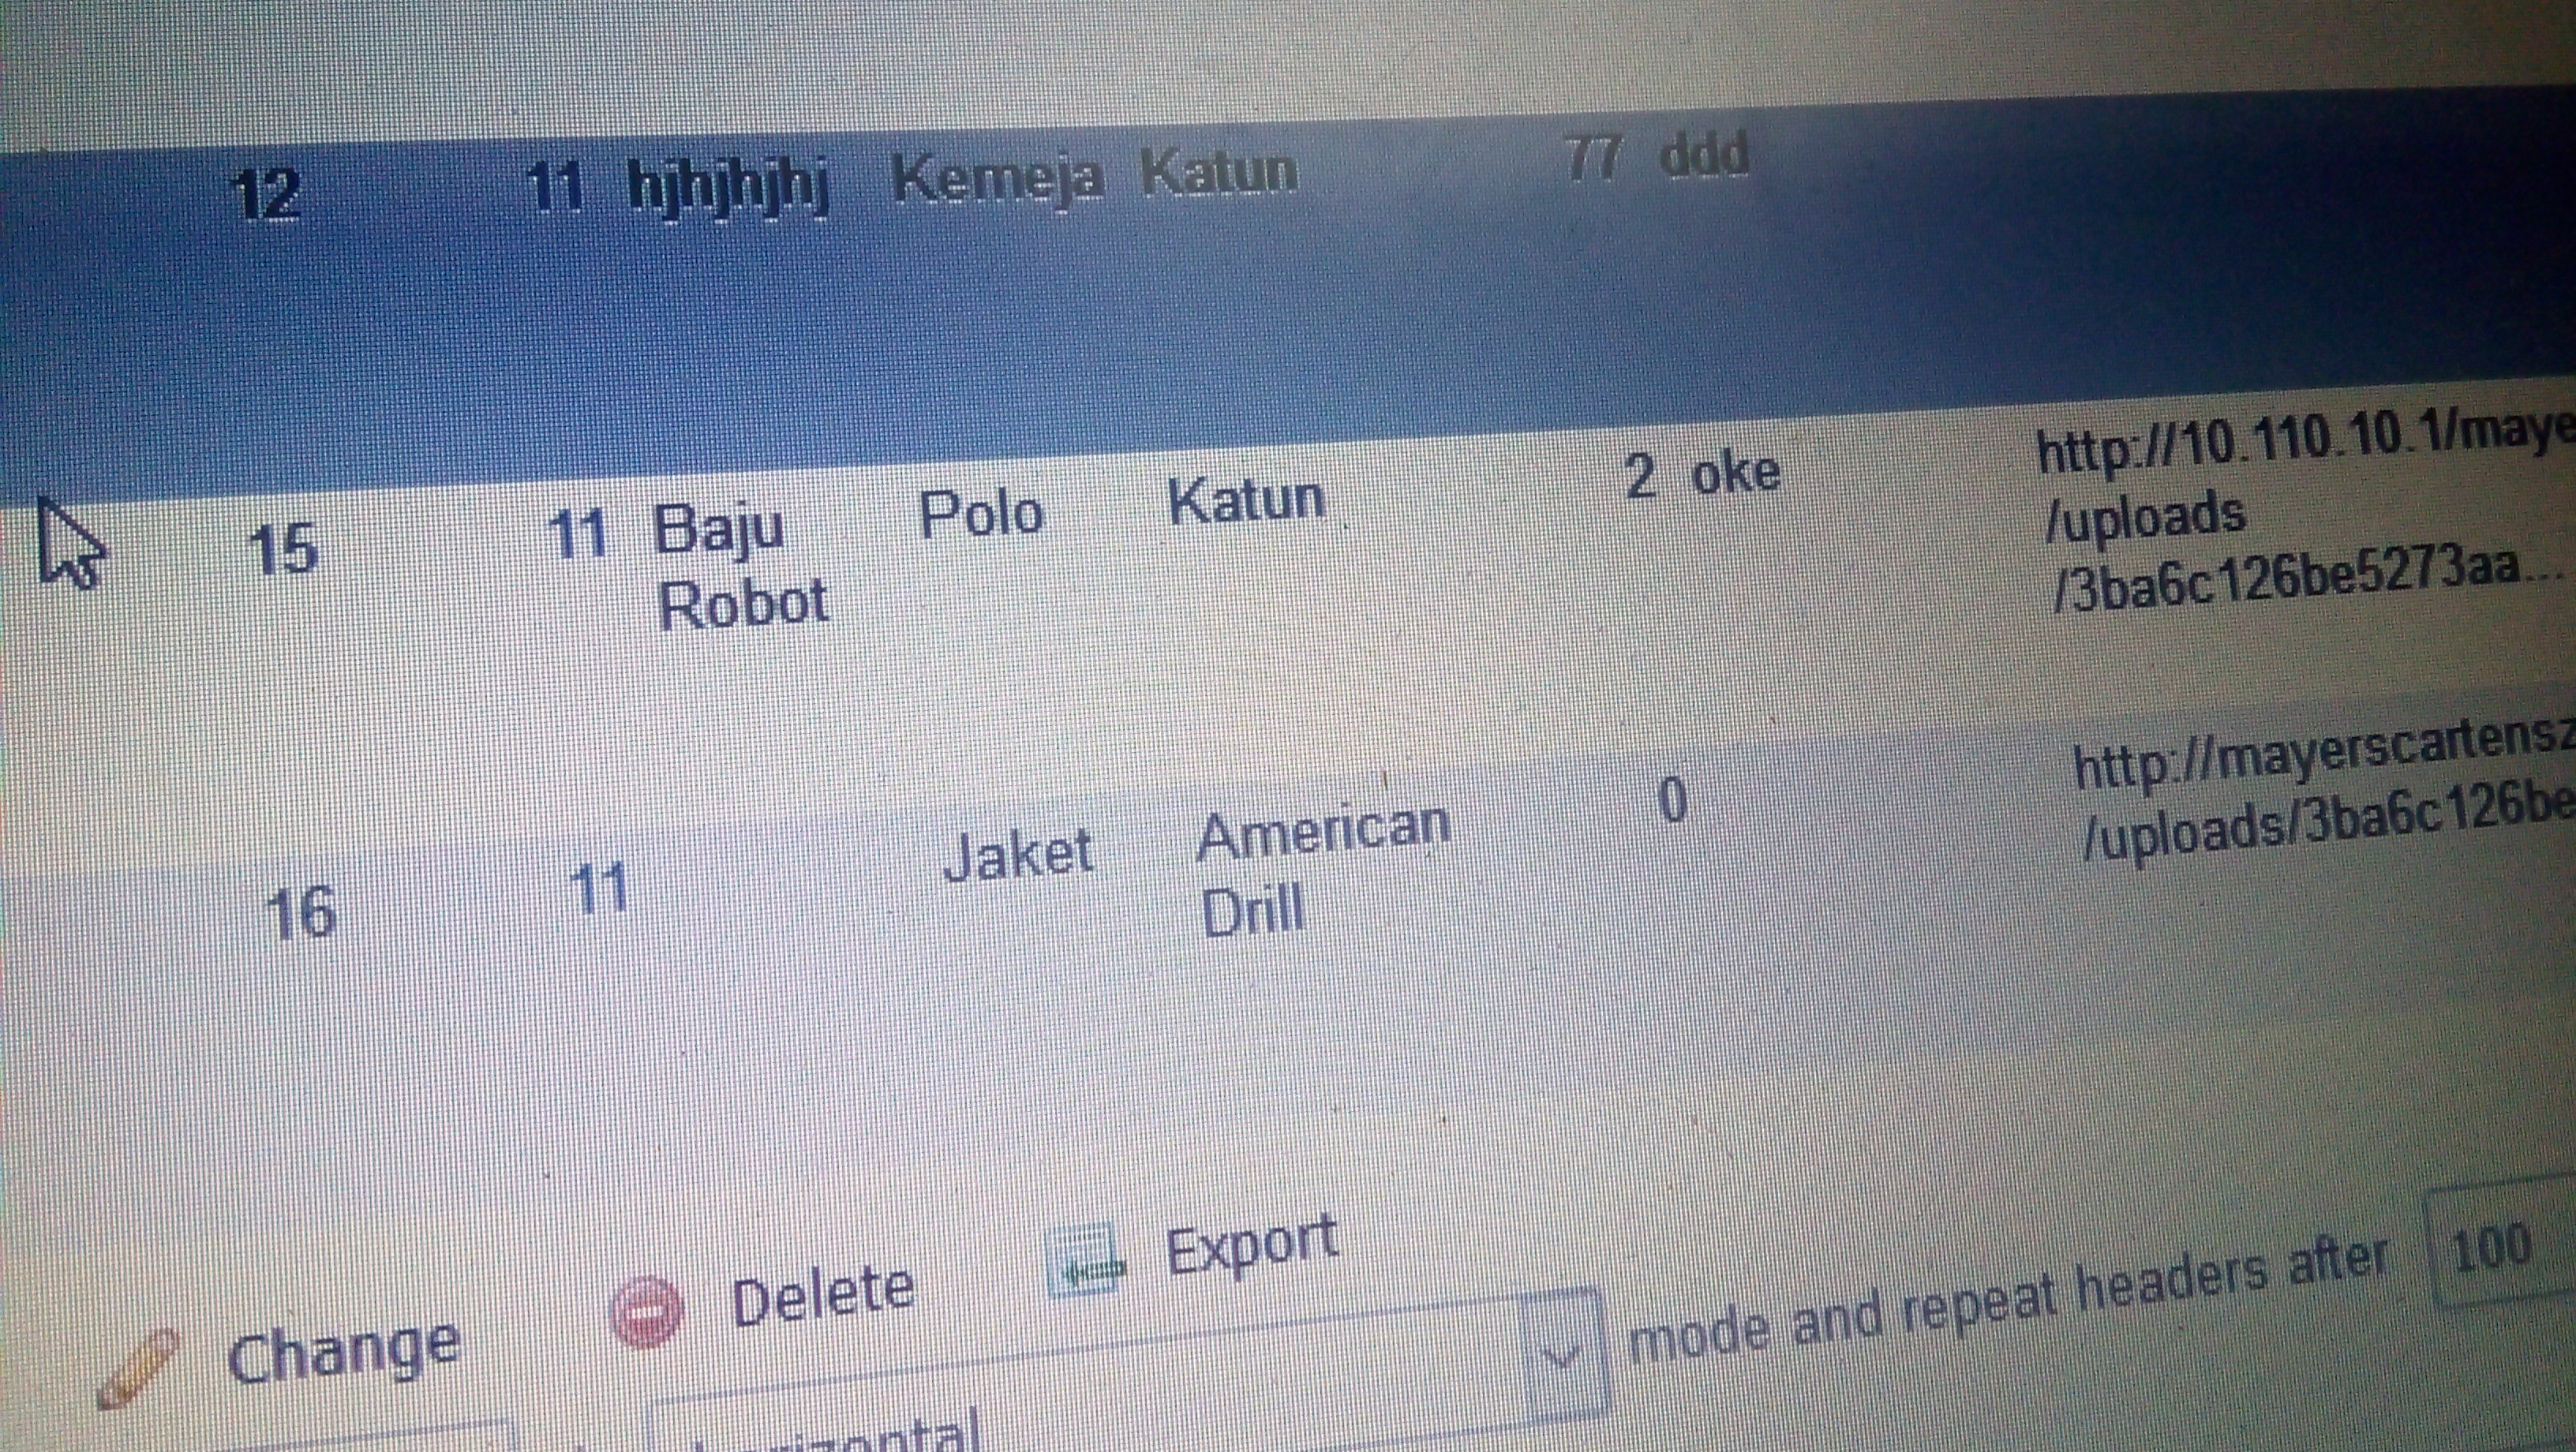 12 11 hjhjhjhj Kemeja Katun 77 ddd
15 11 Baju Robot Polo Katun 2 oke http://10.110.10.1/maye
/uploads
/3ba6c126be5273aa...
16 11 Jaket American Drill 0 http://mayerscartensz
/uploads/3ba6c126be
Change Delete Export
mode and repeat headers after 100